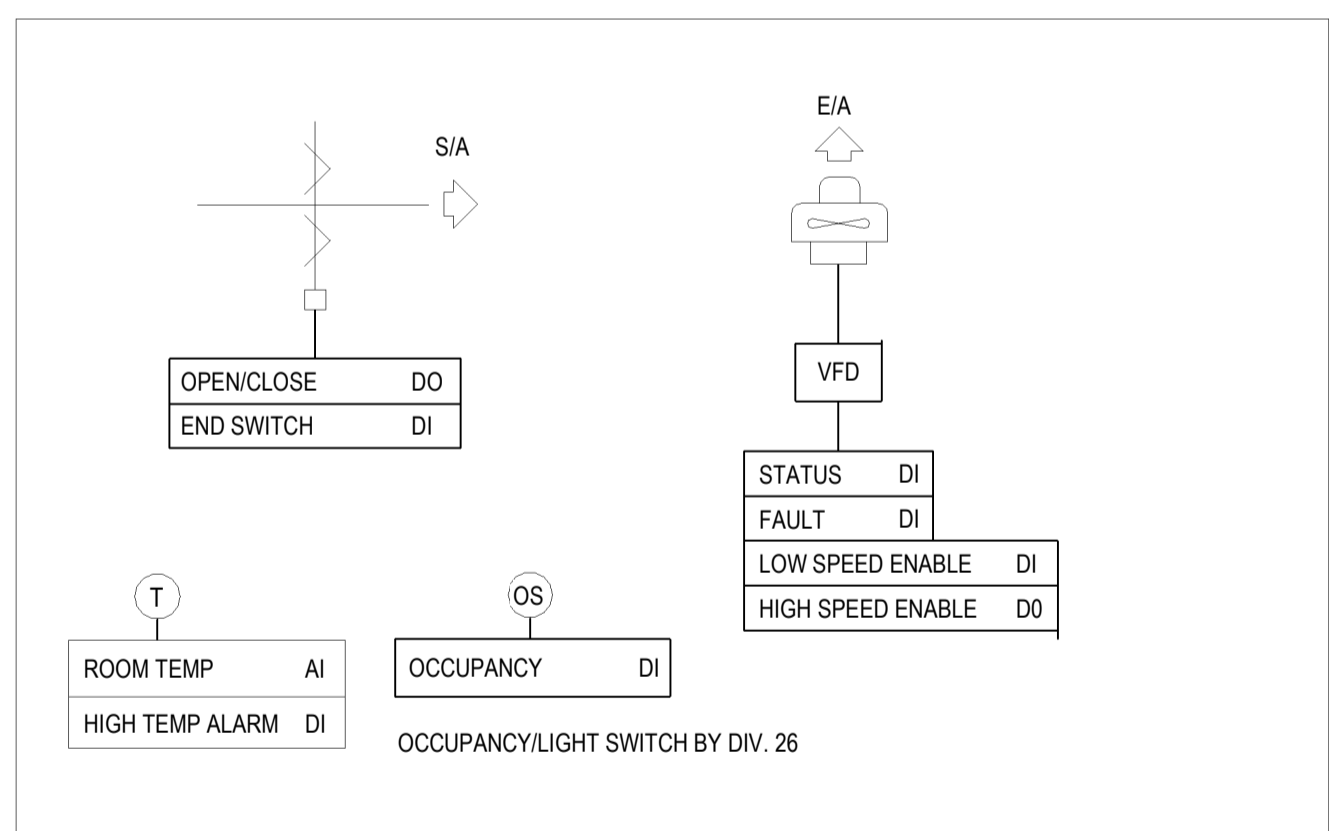 S/A
OPEN/CLOSE DO
END SWITCH DI
E/A
VFD
STATUS DI
FAULT DI
LOW SPEED ENABLE DI
HIGH SPEED ENABLE D0
T
ROOM TEMP AI
HIGH TEMP ALARM DI
OS
OCCUPANCY DI
OCCUPANCY/LIGHT SWITCH BY DIV. 26